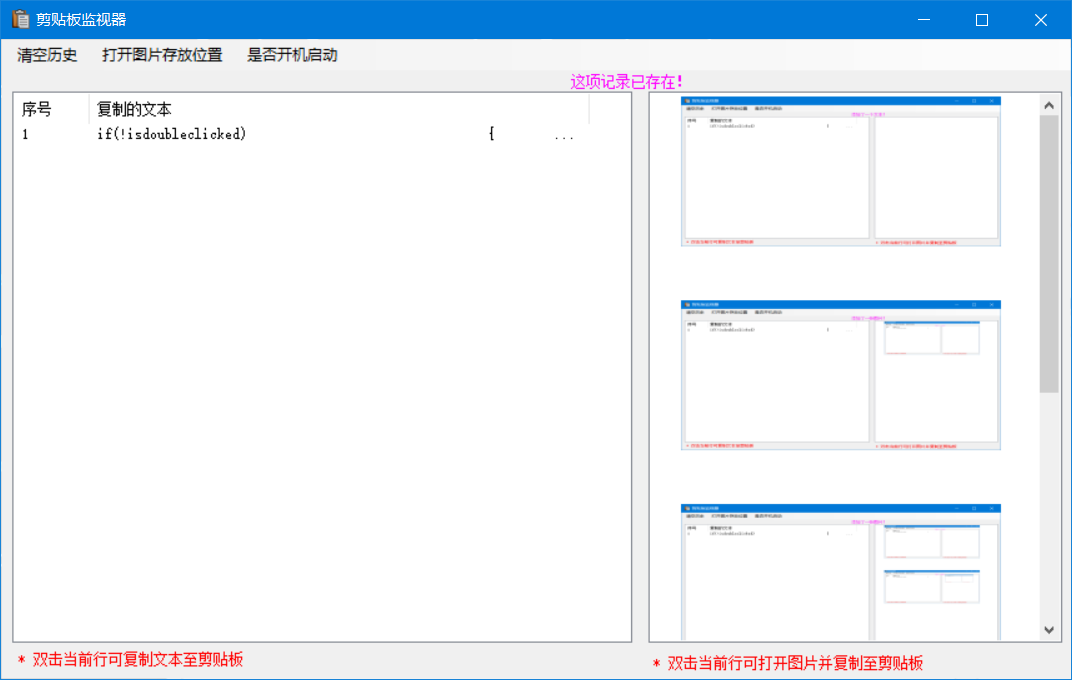 剪贴板监视器
清空历史 打开图片存放位置 是否开机启动
这项记录已存在!
序号 复制的文本
1 if(!isdoubleclicked) { ...
* 双击当前行可复制文本至剪贴板
* 双击当前行可打开图片并复制至剪贴板